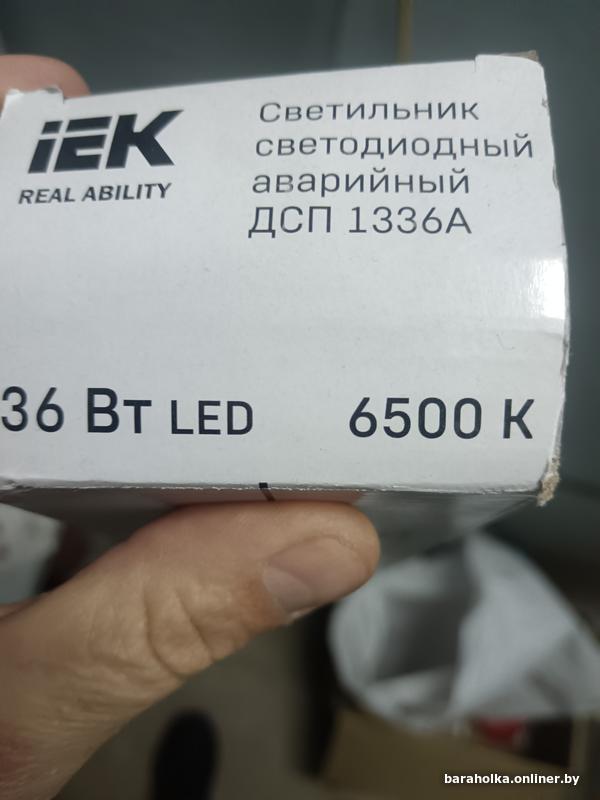 IEK
REAL ABILITY
Светильник
светодиодный
аварийный
ДСП 1336А
36 Вт LED
6500 К
baraholka.onliner.by